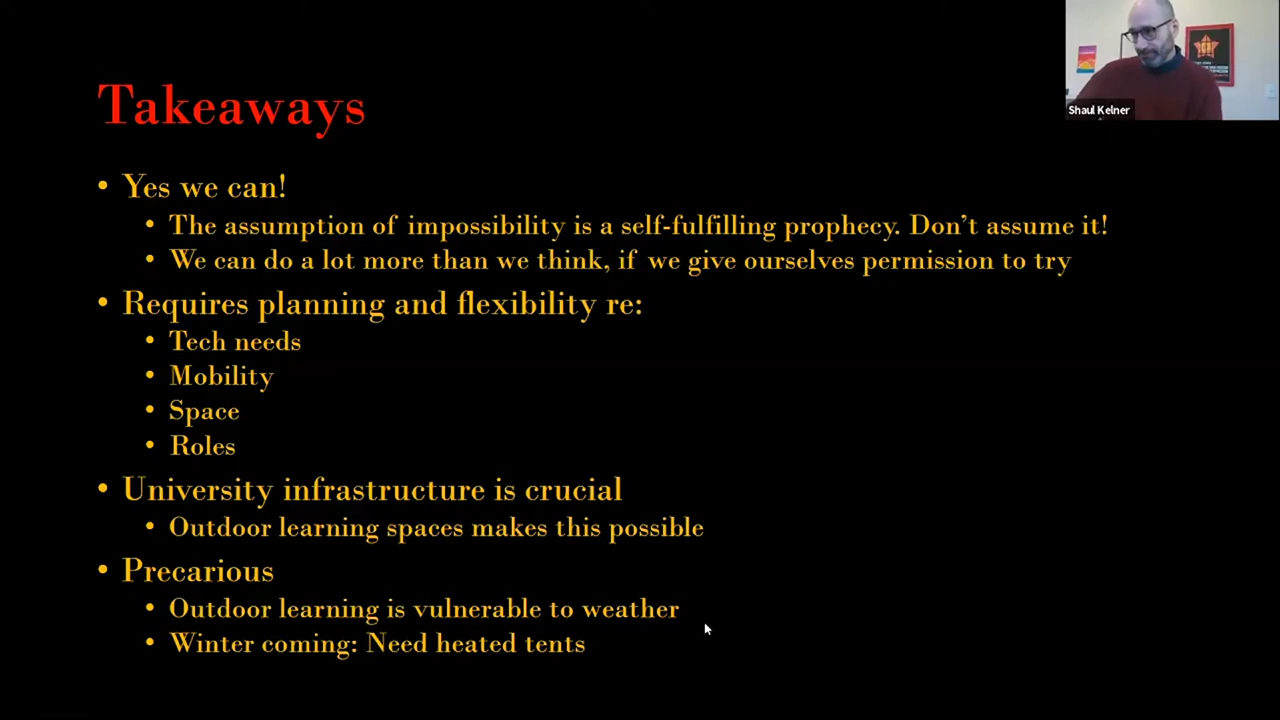 Shaul Kelner
Takeaways
• Yes we can!
• The assumption of impossibility is a self-fulfilling prophecy. Don't assume it!
• We can do a lot more than we think, if we give ourselves permission to try
• Requires planning and flexibility re:
• Tech needs
• Mobility
• Space
• Roles
• University infrastructure is crucial
• Outdoor learning spaces makes this possible
• Precarious
• Outdoor learning is vulnerable to weather
• Winter coming: Need heated tents